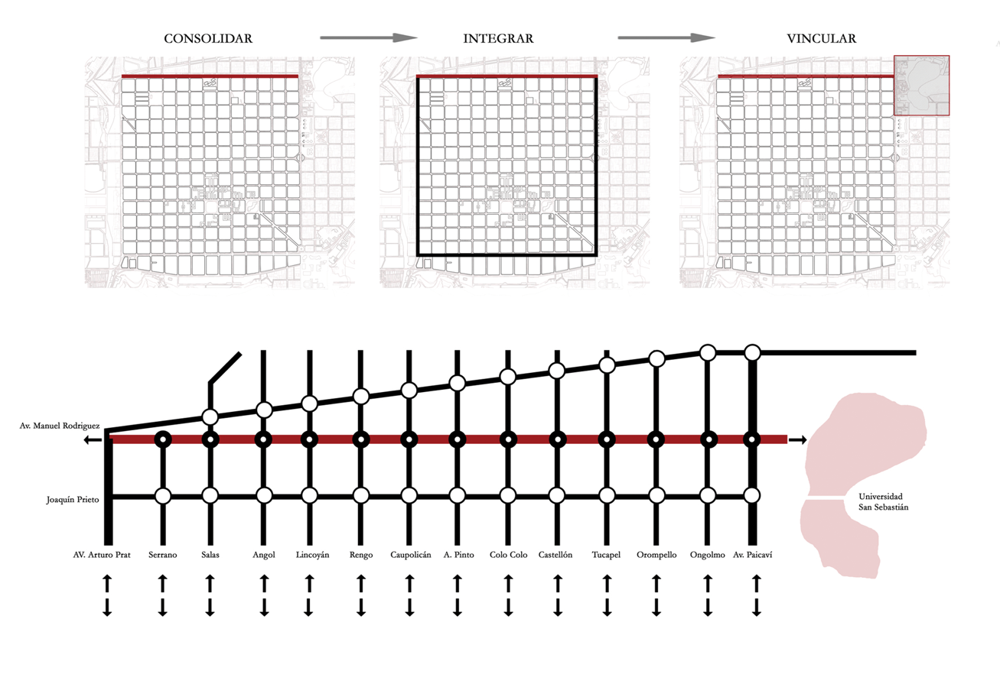 CONSOLIDAR
INTEGRAR
VINCULAR
Av. Manuel Rodriguez
Joaquín Prieto
Universidad
San Sebastián
AV. Arturo Prat
Serrano
Salas
Angol
Lincoyán
Rengo
Caupolicán
A. Pinto
Colo Colo
Castellón
Tucapel
Orompello
Ongolmo
Av. Paicaví